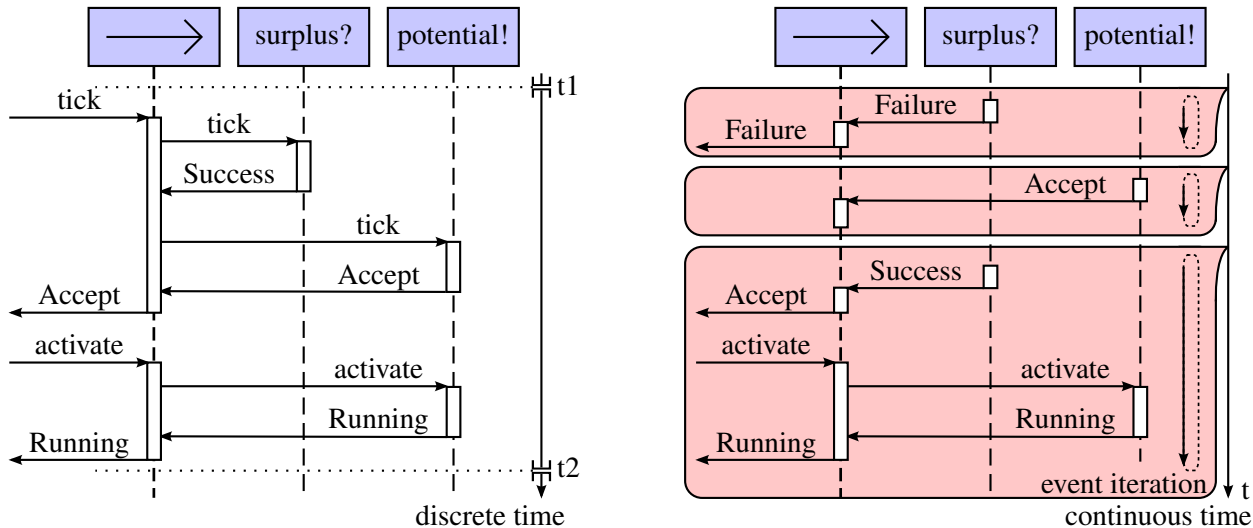 surplus?
potential!
t1
tick
tick
Success
tick
Accept
Accept
activate
activate
Running
Running
t2
discrete time
surplus?
potential!
Failure
Failure
Accept
Success
Accept
activate
activate
Running
Running
event iteration
t
continuous time